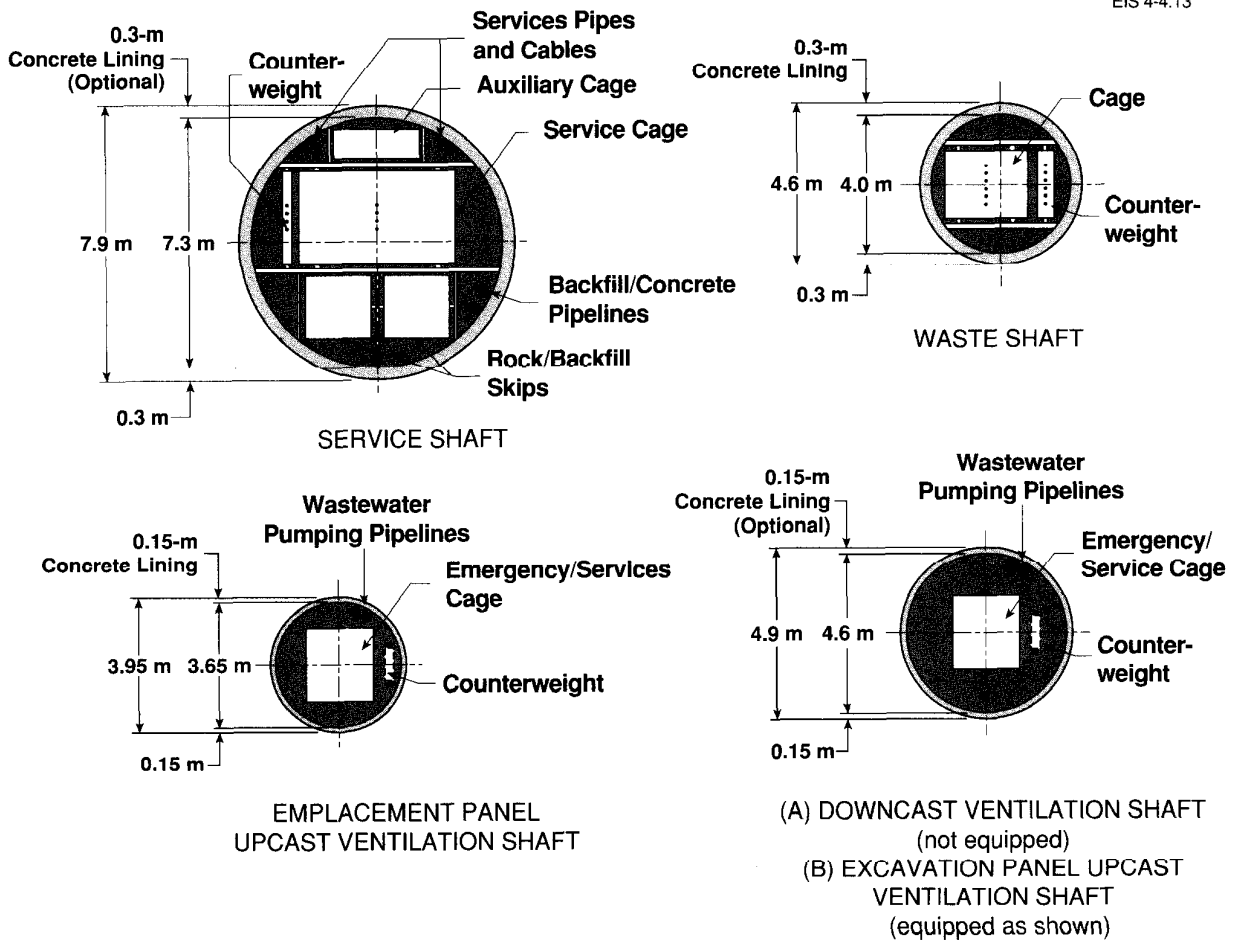 EIS 4-4.13
0.3-m
Concrete Lining
(Optional)
Counter-
weight
Services Pipes
and Cables
Auxiliary Cage
Service Cage
7.9 m
7.3 m
Backfill/Concrete
Pipelines
Rock/Backfill
Skips
0.3 m
SERVICE SHAFT
0.3-m
Concrete Lining
Cage
4.6 m
4.0 m
Counter-
weight
0.3 m
WASTE SHAFT
Wastewater
Pumping Pipelines
0.15-m
Concrete Lining
Emergency/Services
Cage
3.95 m
3.65 m
Counterweight
0.15 m
EMPLACEMENT PANEL
UPCAST VENTILATION SHAFT
Wastewater
Pumping Pipelines
0.15-m
Concrete Lining
(Optional)
Emergency/
Service Cage
4.9 m
4.6 m
Counter-
weight
0.15 m
(A) DOWNCAST VENTILATION SHAFT
(not equipped)
(B) EXCAVATION PANEL UPCAST
VENTILATION SHAFT
(equipped as shown)